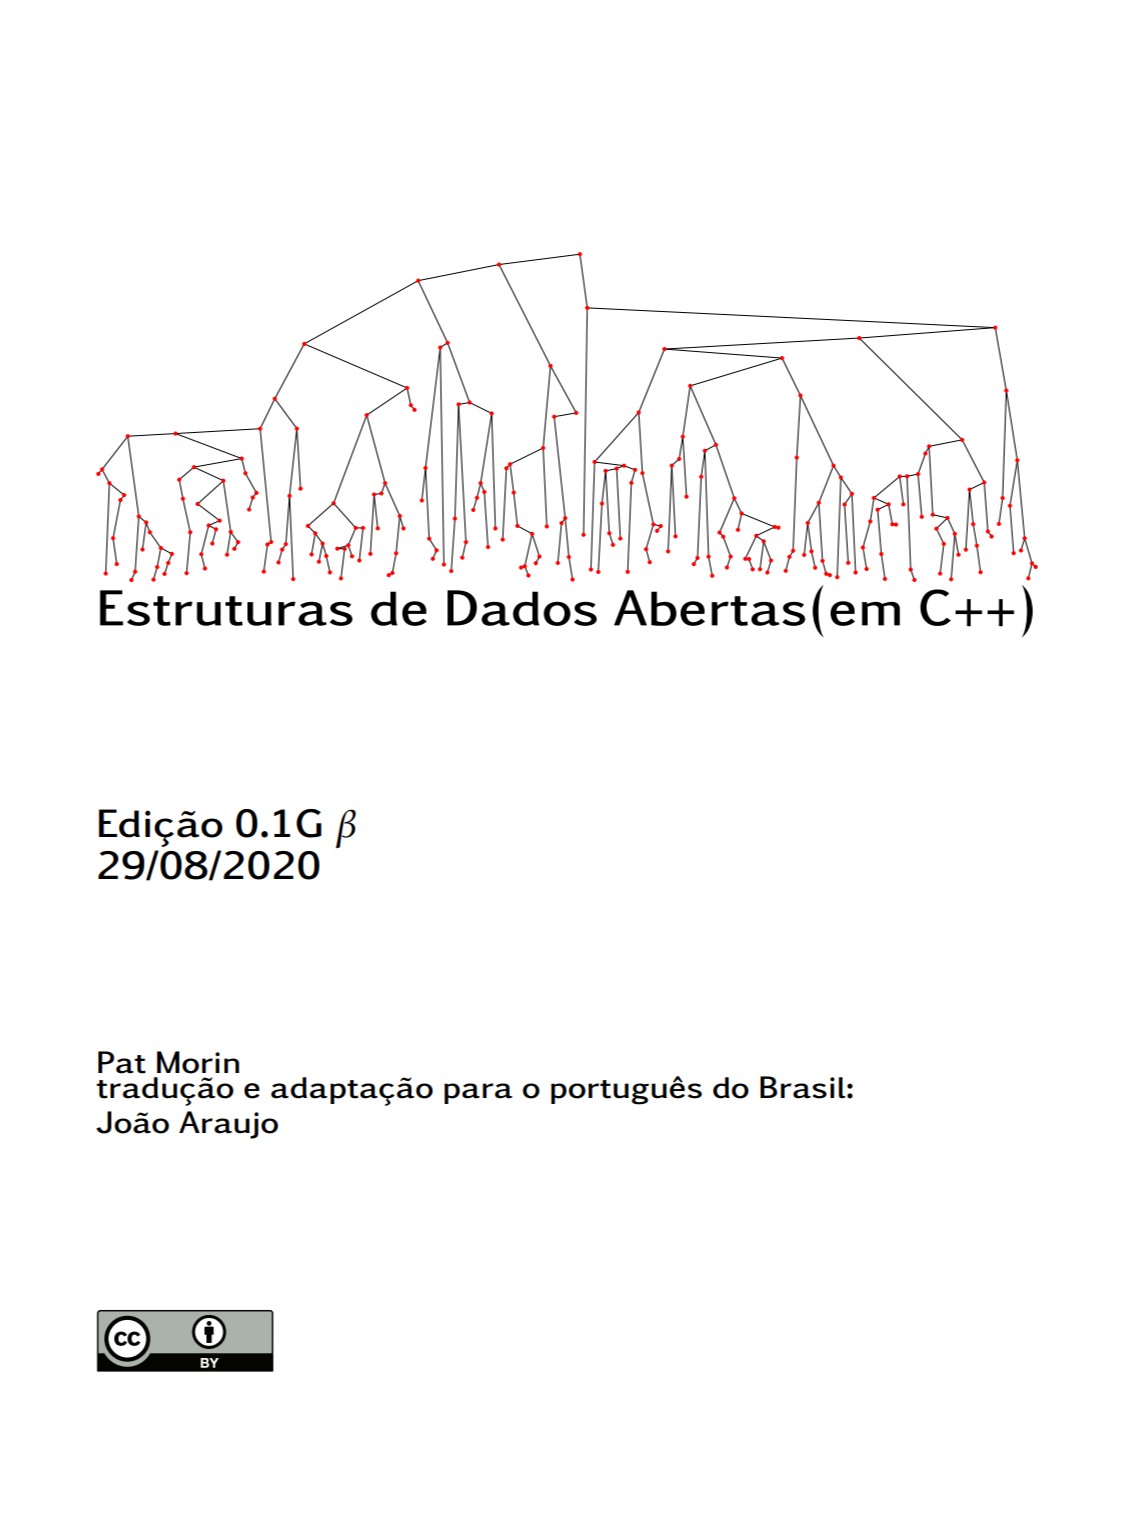 Estruturas de Dados Abertas(em C++)
Edição 0.1G β
29/08/2020
Pat Morin
tradução e adaptação para o português do Brasil:
João Araujo
cc
BY